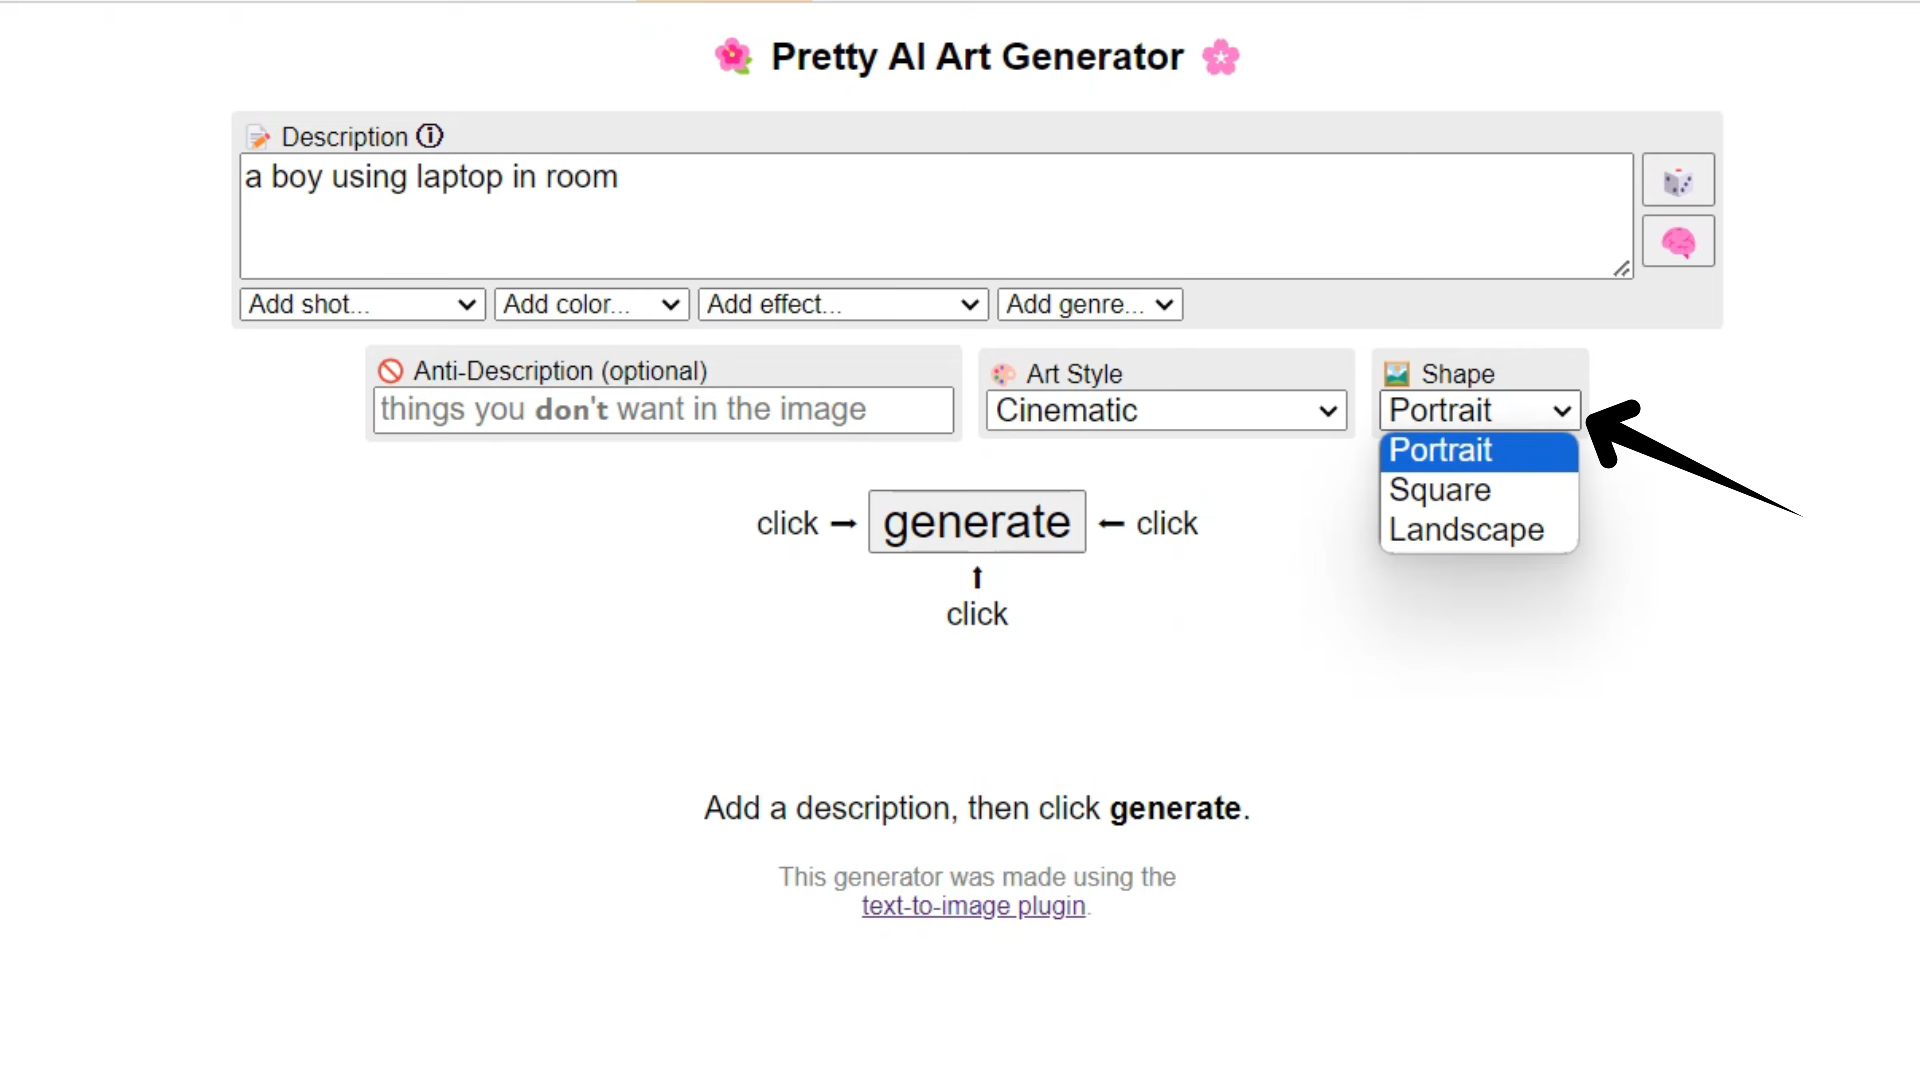 Pretty AI Art Generator
Description
a boy using laptop in room
Add shot... Add color... Add effect... Add genre...
Anti-Description (optional)
things you don't want in the image
Art Style
Cinematic
Shape
Portrait
Portrait
Square
Landscape
click → generate ← click
↑
click
Add a description, then click generate.
This generator was made using the
text-to-image plugin.